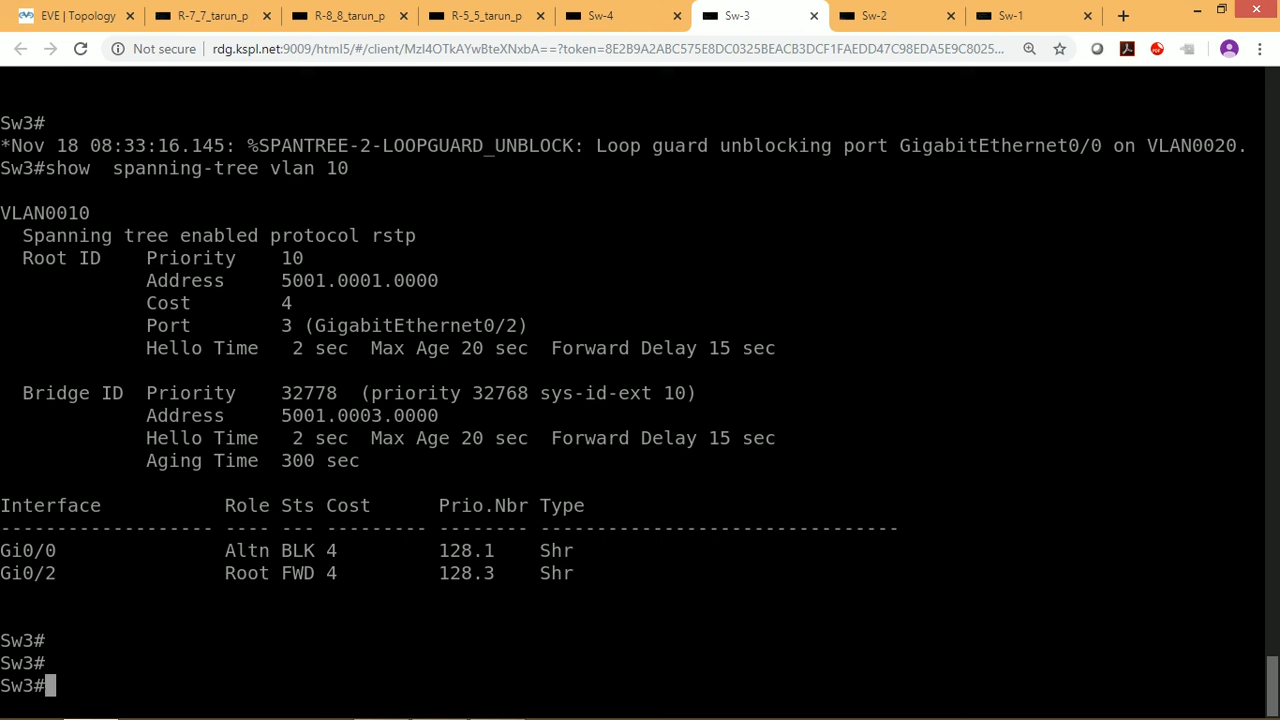 EVE | Topology
R-7_7_tarun_p
R-8_8_tarun_p
R-5_5_tarun_p
Sw-4
Sw-3
Sw-2
Sw-1
Not secure
rdg.kspl.net:9009/html5/#/client/MzI4OTkAYwBteXNxbA==?token=8E2B9A2ABC575E8DC0325BEACB3DCF1FAEDD47C98EDA5E9C8025...
Sw3#
*Nov 18 08:33:16.145: %SPANTREE-2-LOOPGUARD_UNBLOCK: Loop guard unblocking port GigabitEthernet0/0 on VLAN0020.
Sw3#show  spanning-tree vlan 10
VLAN0010
Spanning tree enabled protocol rstp
Root ID    Priority    10
Address     5001.0001.0000
Cost        4
Port        3 (GigabitEthernet0/2)
Hello Time   2 sec  Max Age 20 sec  Forward Delay 15 sec
Bridge ID  Priority    32778  (priority 32768 sys-id-ext 10)
Address     5001.0003.0000
Hello Time   2 sec  Max Age 20 sec  Forward Delay 15 sec
Aging Time  300 sec
Interface           Role Sts Cost      Prio.Nbr Type
------------------- ---- --- --------- -------- --------------------------------
Gi0/0               Altn BLK 4         128.1    Shr
Gi0/2               Root FWD 4         128.3    Shr
Sw3#
Sw3#
Sw3#